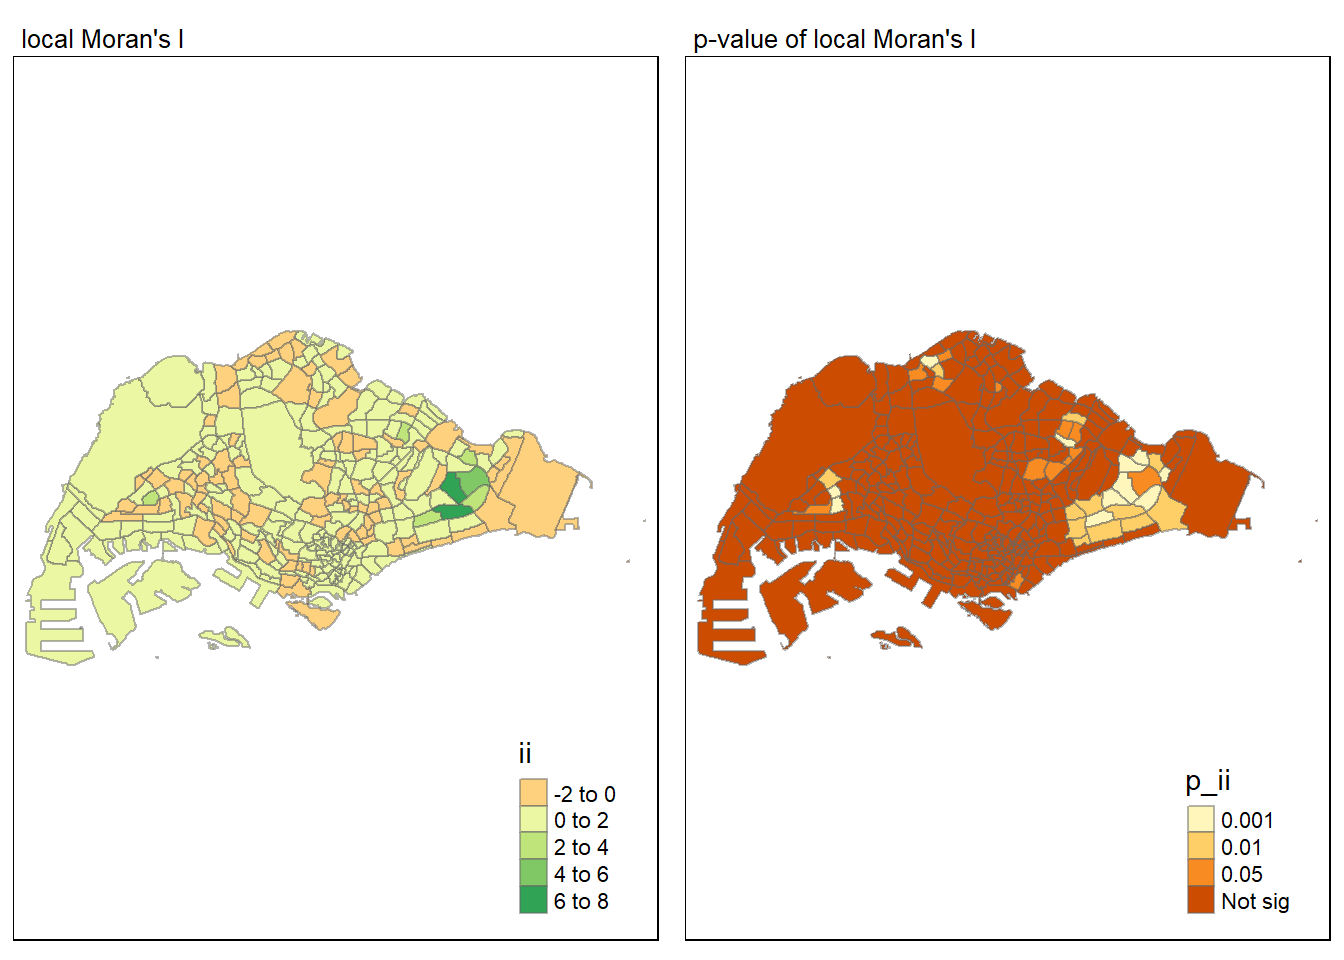 local Moran's I
p-value of local Moran's I
ii
-2 to 0
0 to 2
2 to 4
4 to 6
6 to 8
p_ii
0.001
0.01
0.05
Not sig